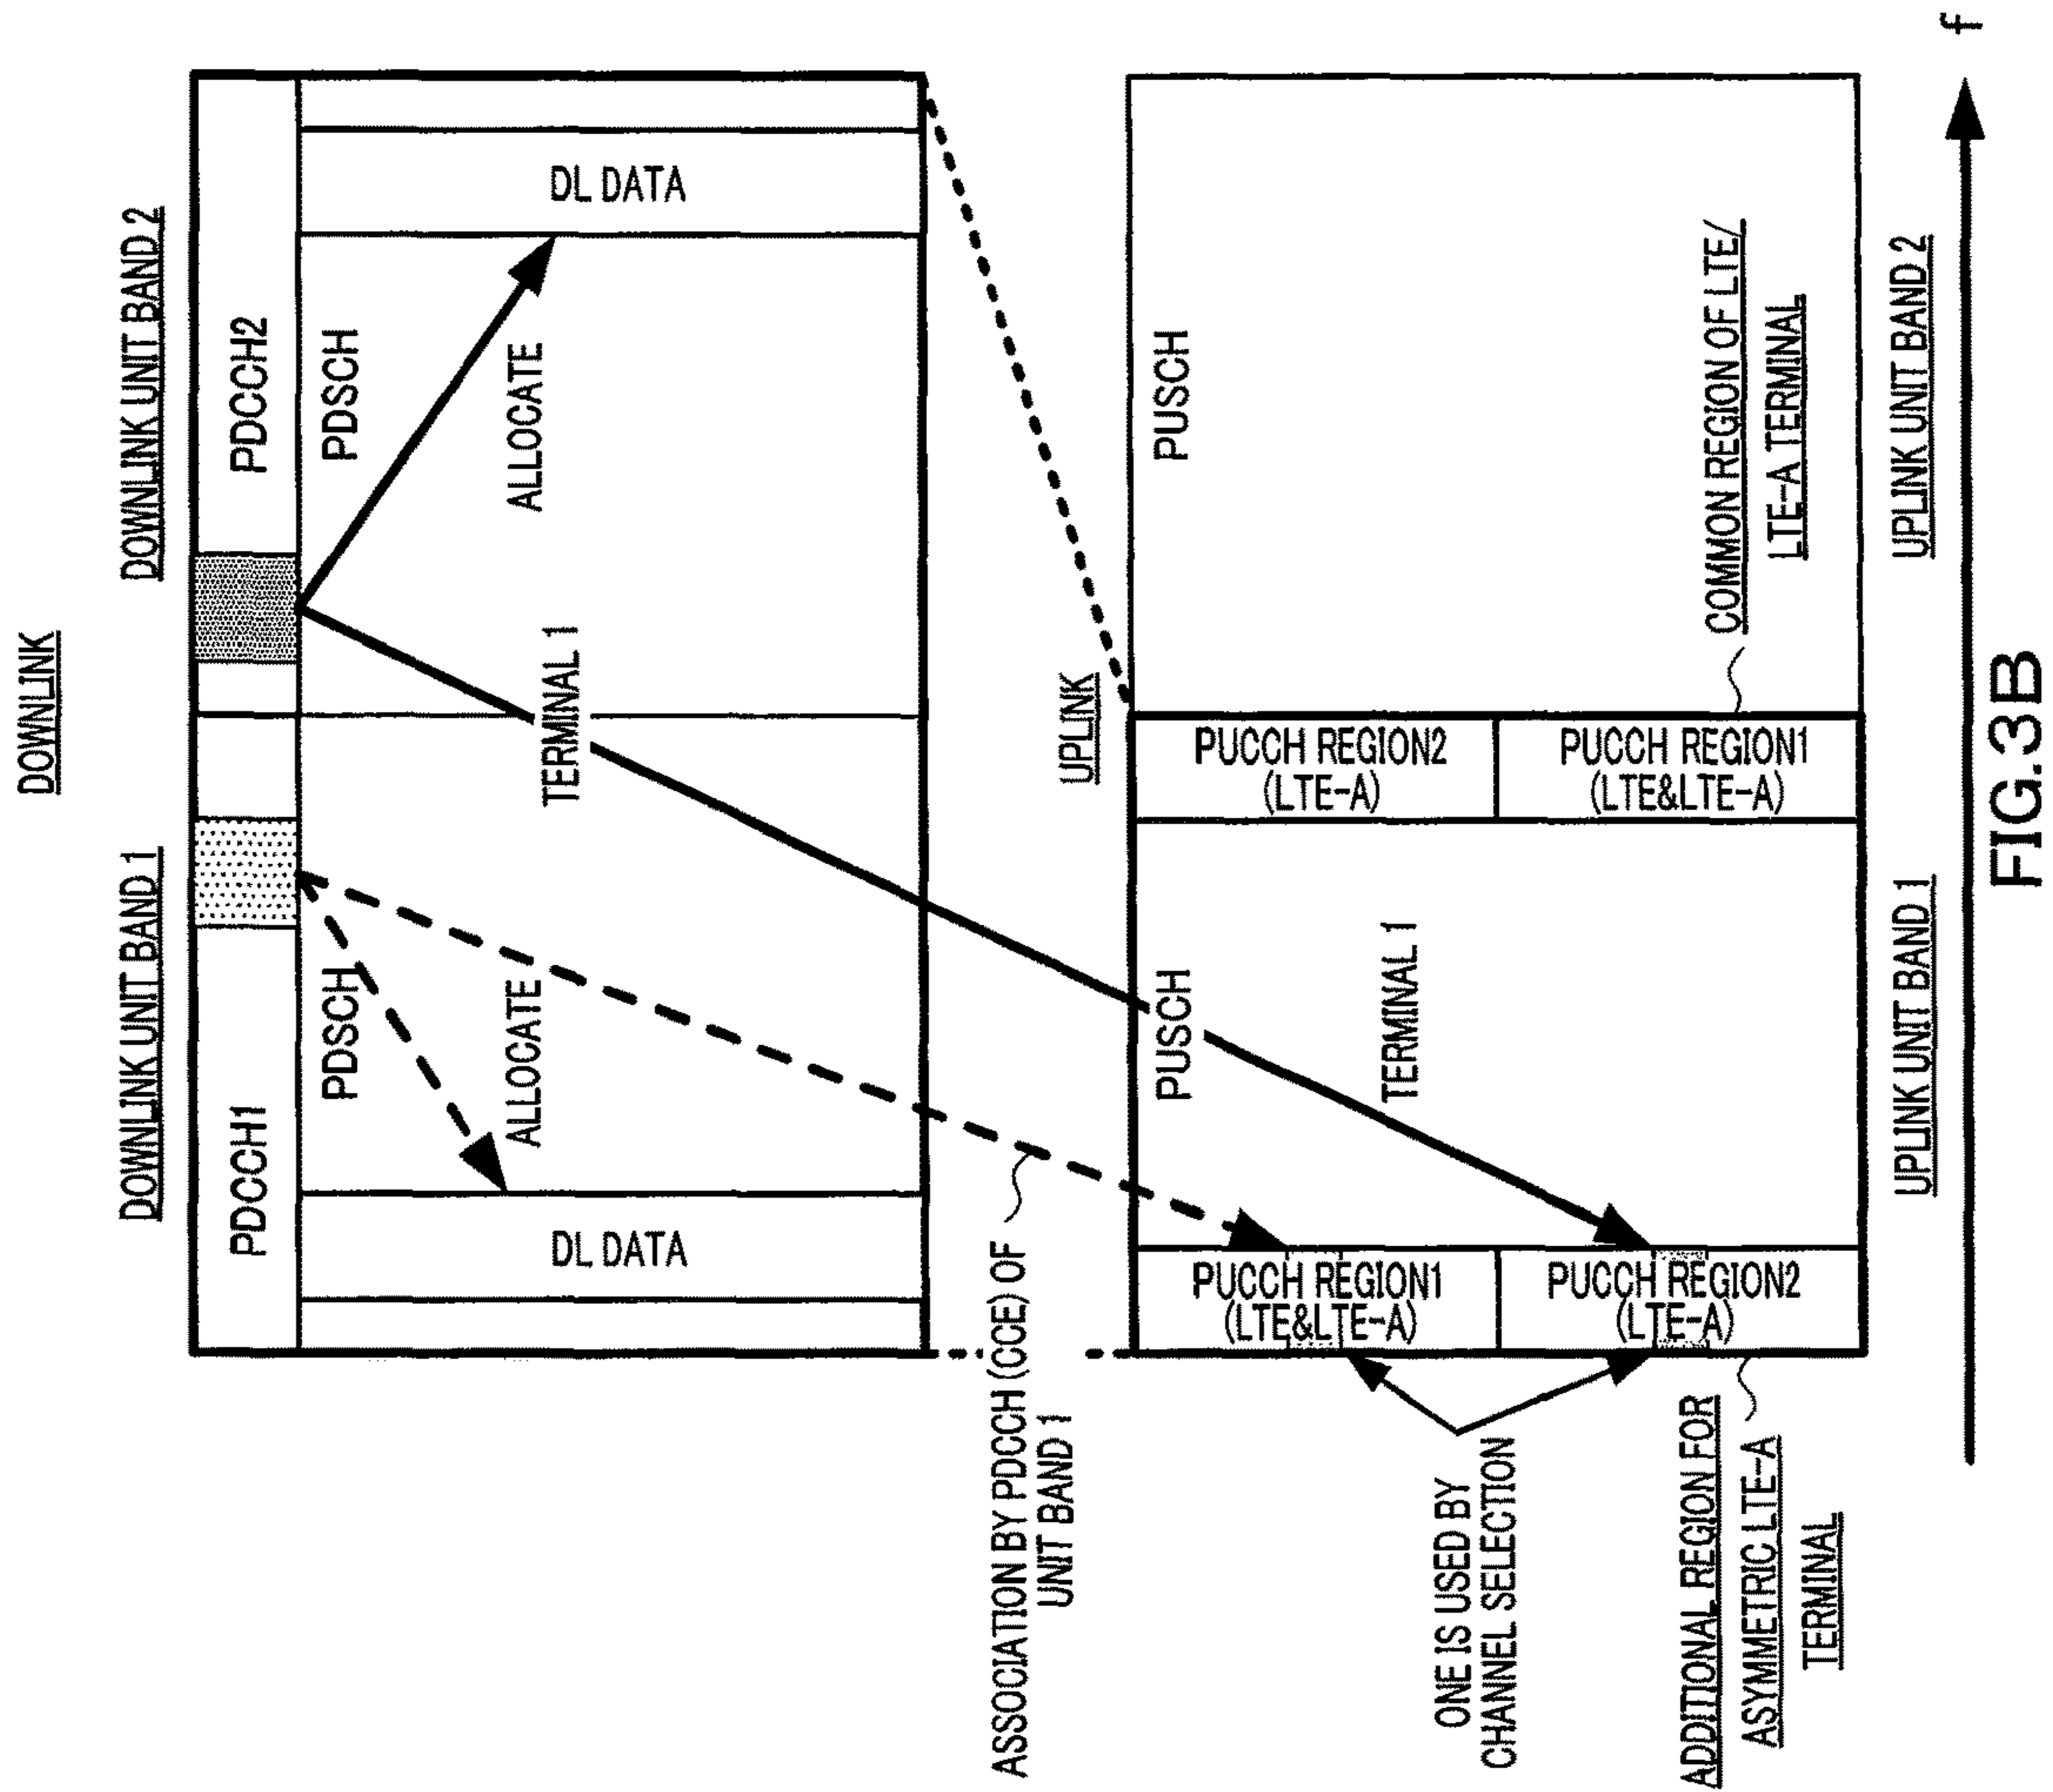 DOWNLINK
DOWNLINK UNIT BAND 1
DOWNLINK UNIT BAND 2
PDCCH1
PDCCH2
PDSCH
PDSCH
ALLOCATE
ALLOCATE
TERMINAL 1
DL DATA
DL DATA
ASSOCIATION BY PDCCH (CCE) OF
UNIT BAND 1
UPLINK
PUSCH
PUSCH
PUCCH REGION1
(LTE&LTE-A)
PUCCH REGION2
(LTE-A)
PUCCH REGION2
(LTE-A)
PUCCH REGION1
(LTE&LTE-A)
TERMINAL 1
ONE IS USED BY
CHANNEL SELECTION
ADDITIONAL REGION FOR
ASYMMETRIC LTE-A
TERMINAL
COMMON REGION OF LTE/
LTE-A TERMINAL
UPLINK UNIT BAND 1
UPLINK UNIT BAND 2
f
FIG.3B